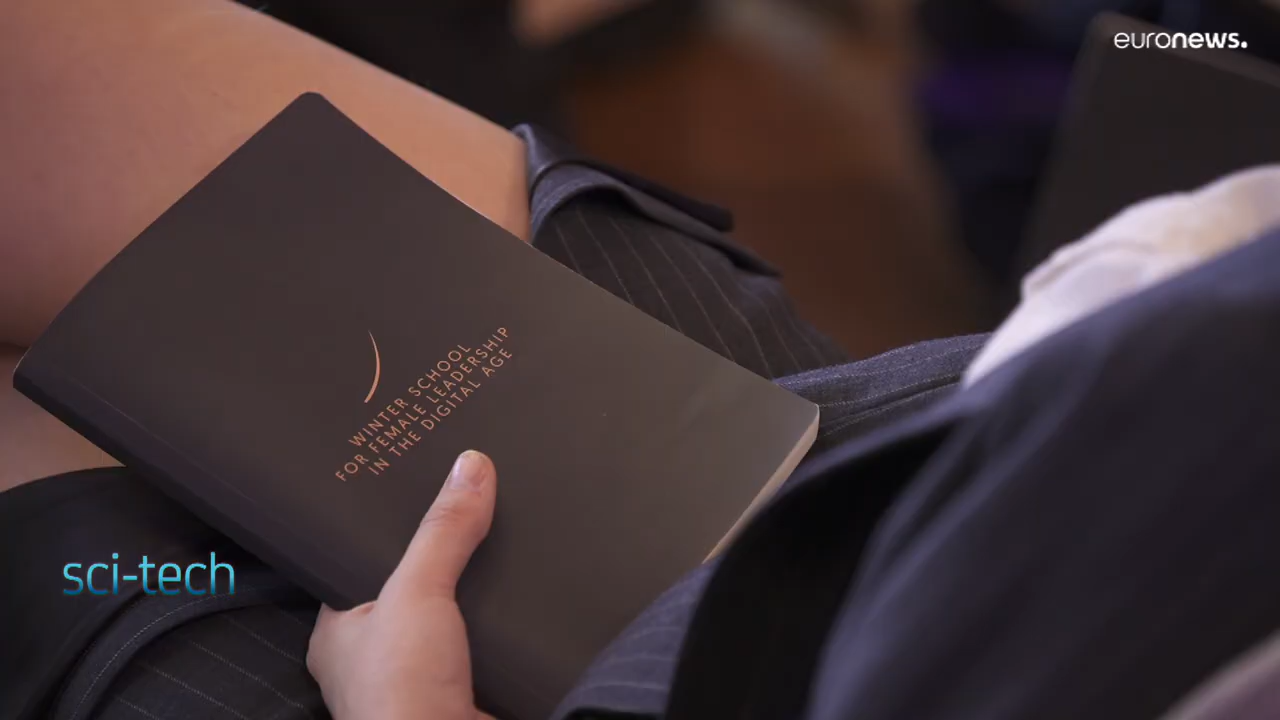 euronews.
WINTER SCHOOL
FOR FEMALE LEADERSHIP
IN THE DIGITAL AGE
sci-tech